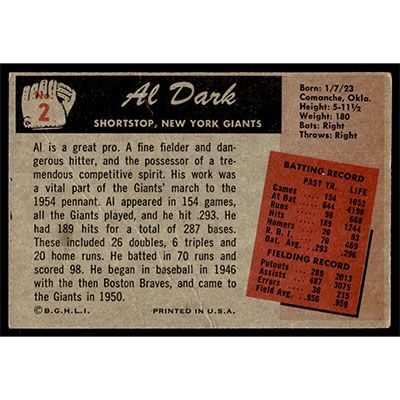 No.
2
Al Dark
SHORTSTOP, NEW YORK GIANTS
Born: 1/7/23
Comanche, Okla.
Height: 5-11½
Weight: 180
Bats: Right
Throws: Right
Al is a great pro. A fine fielder and dan-
gerous hitter, and the possessor of a tre-
mendous competitive spirit. His work was
a vital part of the Giants' march to the
1954 pennant. Al appeared in 154 games,
all the Giants played, and he hit .293. He
had 189 hits for a total of 287 bases.
These included 26 doubles, 6 triples and
20 home runs. He batted in 70 runs and
scored 98. He began in baseball in 1946
with the then Boston Braves, and came to
the Giants in 1950.
©B.G.H.L.I. PRINTED IN U.S.A.
BATTING RECORD
PAST YR. LIFE
Games 154 1052
At Bat 644 4198
Runs 98 668
Hits 189 1244
Homers 20 93
R. B. I. 70 447
Bat. Avg. .293 .296
FIELDING RECORD
Putouts 289 2013
Assists 487 3075
Errors 36 215
Field Avg. .956 .959